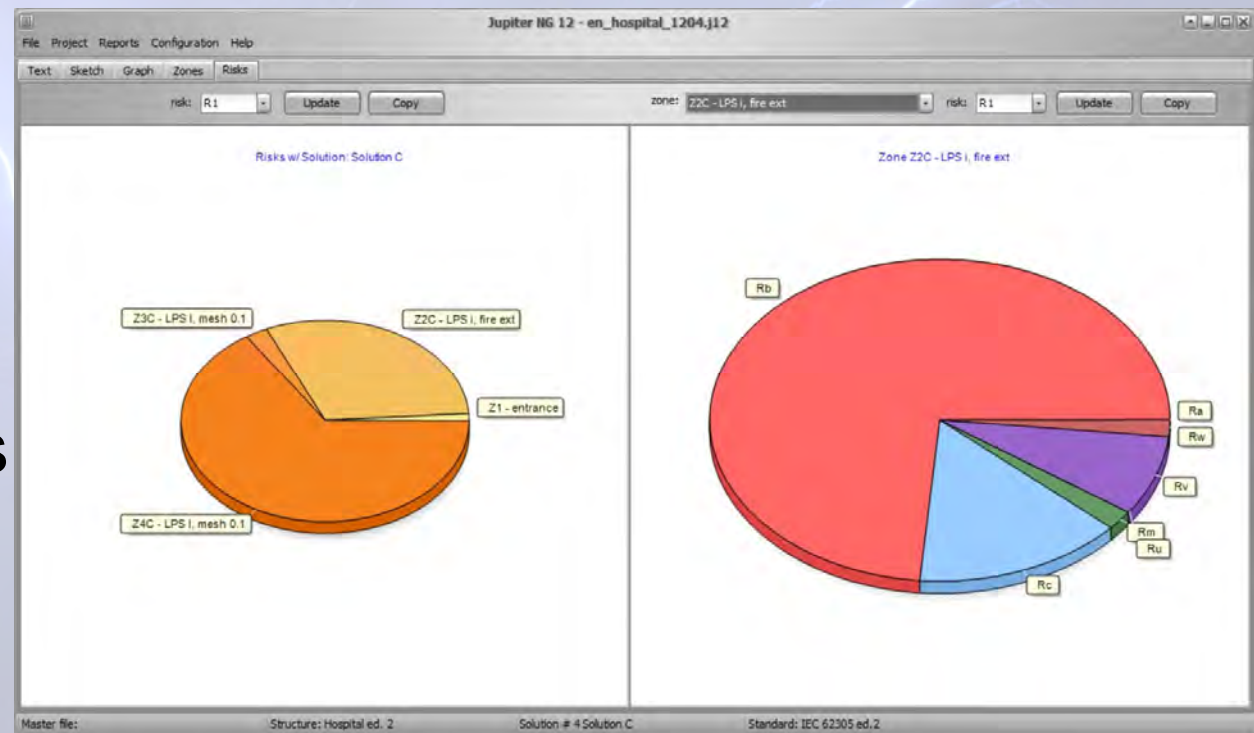 Jupiter NG 12 - en_hospital_1204.j12
File Project Reports Configuration Help
Text Sketch Graph Zones Risks
risk: R1 Update Copy
zone: Z2C - LPS i, fire ext risk: R1 Update Copy
Risks w/ Solution: Solution C
Zone Z2C - LPS i, fire ext
Z3C - LPS I, mesh 0.1
Z2C - LPS i, fire ext
Z1 - entrance
Z4C - LPS I, mesh 0.1
Rb
Ra
Rw
Rv
Rm
Ru
Rc
s
Master file: Structure: Hospital ed. 2 Solution # 4 Solution C Standard: IEC 62305 ed.2